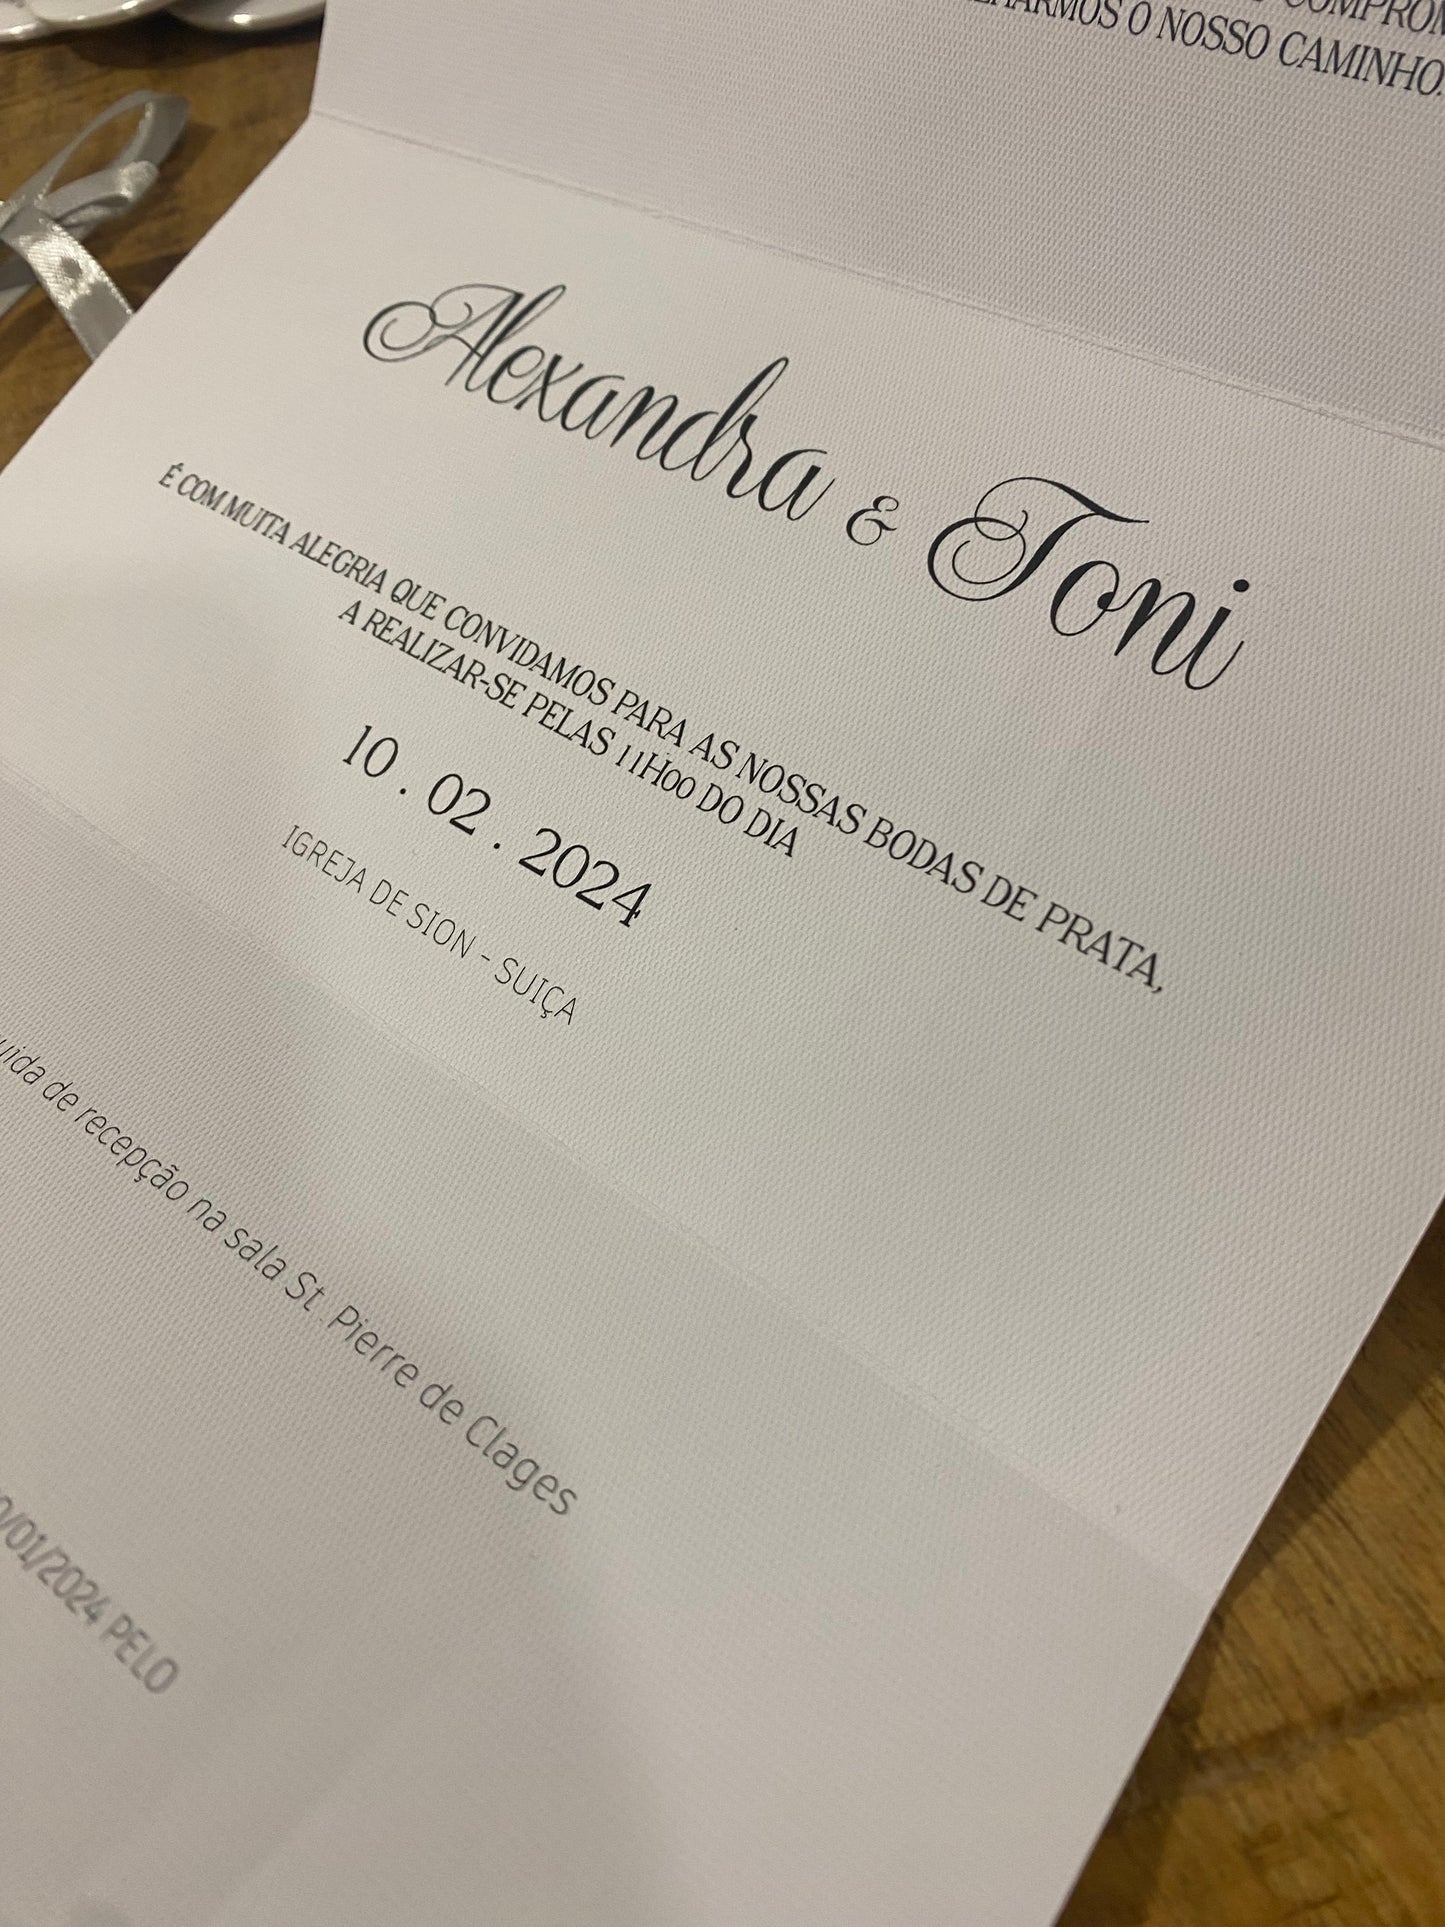 O NOSSO CAMINHO.
Alexandra & Toni
É COM MUITA ALEGRIA QUE CONVIDAMOS PARA AS NOSSAS BODAS DE PRATA,
A REALIZAR-SE PELAS 11H00 DO DIA
10 . 02 . 2024
IGREJA DE SION - SUIÇA
de recepção na sala St. Pierre de Clages
/01/2024 PELO